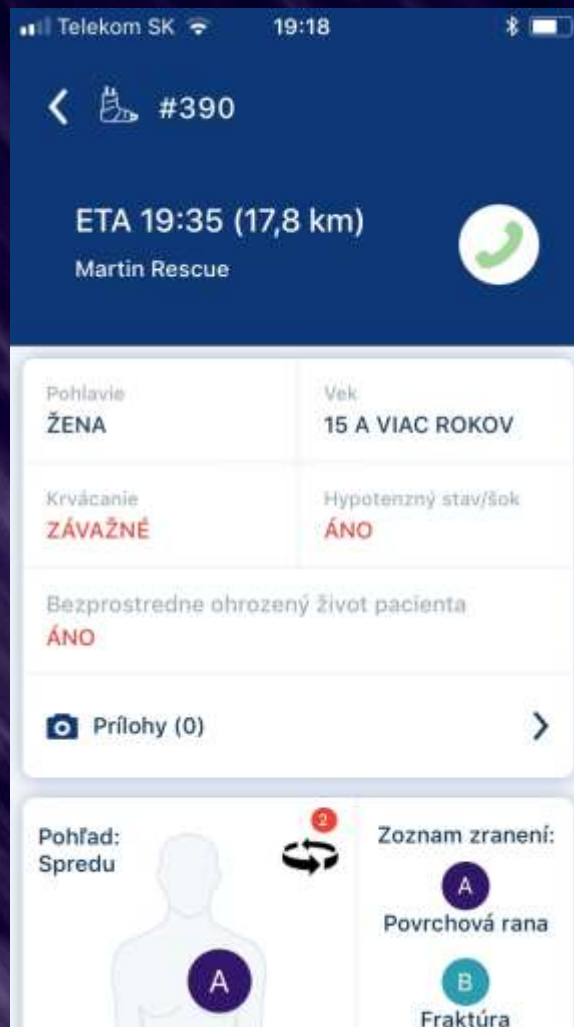 Telekom SK 19:18
#390
ETA 19:35 (17,8 km)
Martin Rescue
Pohlavie
ŽENA
Vek
15 A VIAC ROKOV
Krvácanie
ZÁVAŽNÉ
Hypotenzný stav/šok
ÁNO
Bezprostredne ohrozený život pacienta
ÁNO
Prílohy (0)
Pohľad:
Spredu
2
A
Zoznam zranení:
A
Povrchová rana
B
Fraktúra